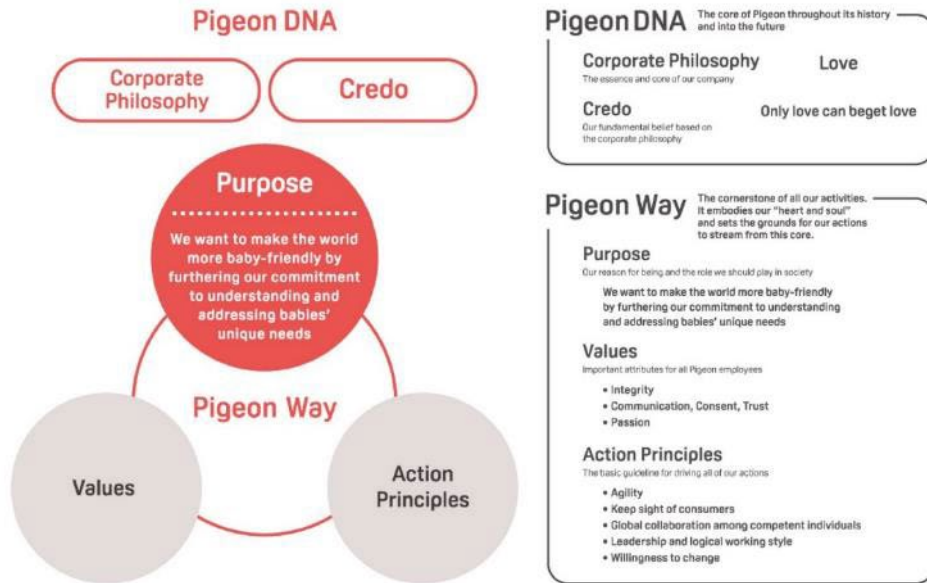 Pigeon DNA
Corporate
Philosophy
Credo
Purpose
We want to make the world
more baby-friendly by
furthering our commitment
to understanding and
addressing babies'
unique needs
Pigeon Way
Values
Action
Principles
Pigeon DNA
The core of Pigeon throughout its history
and into the future
Corporate Philosophy
The essence and core of our company
Love
Credo
Our fundamental belief based on
the corporate philosophy
Only love can beget love
Pigeon Way
The cornerstone of all our activities.
It embodies our "heart and soul"
and sets the grounds for our actions
to stream from this core.
Purpose
Our reason for being and the role we should play in society
We want to make the world more baby-friendly
by furthering our commitment to understanding
and addressing babies' unique needs
Values
Important attributes for all Pigeon employees
• Integrity
• Communication, Consent, Trust
• Passion
Action Principles
The basic guideline for driving all of our actions
• Agility
• Keep sight of consumers
• Global collaboration among competent individuals
• Leadership and logical working style
• Willingness to change